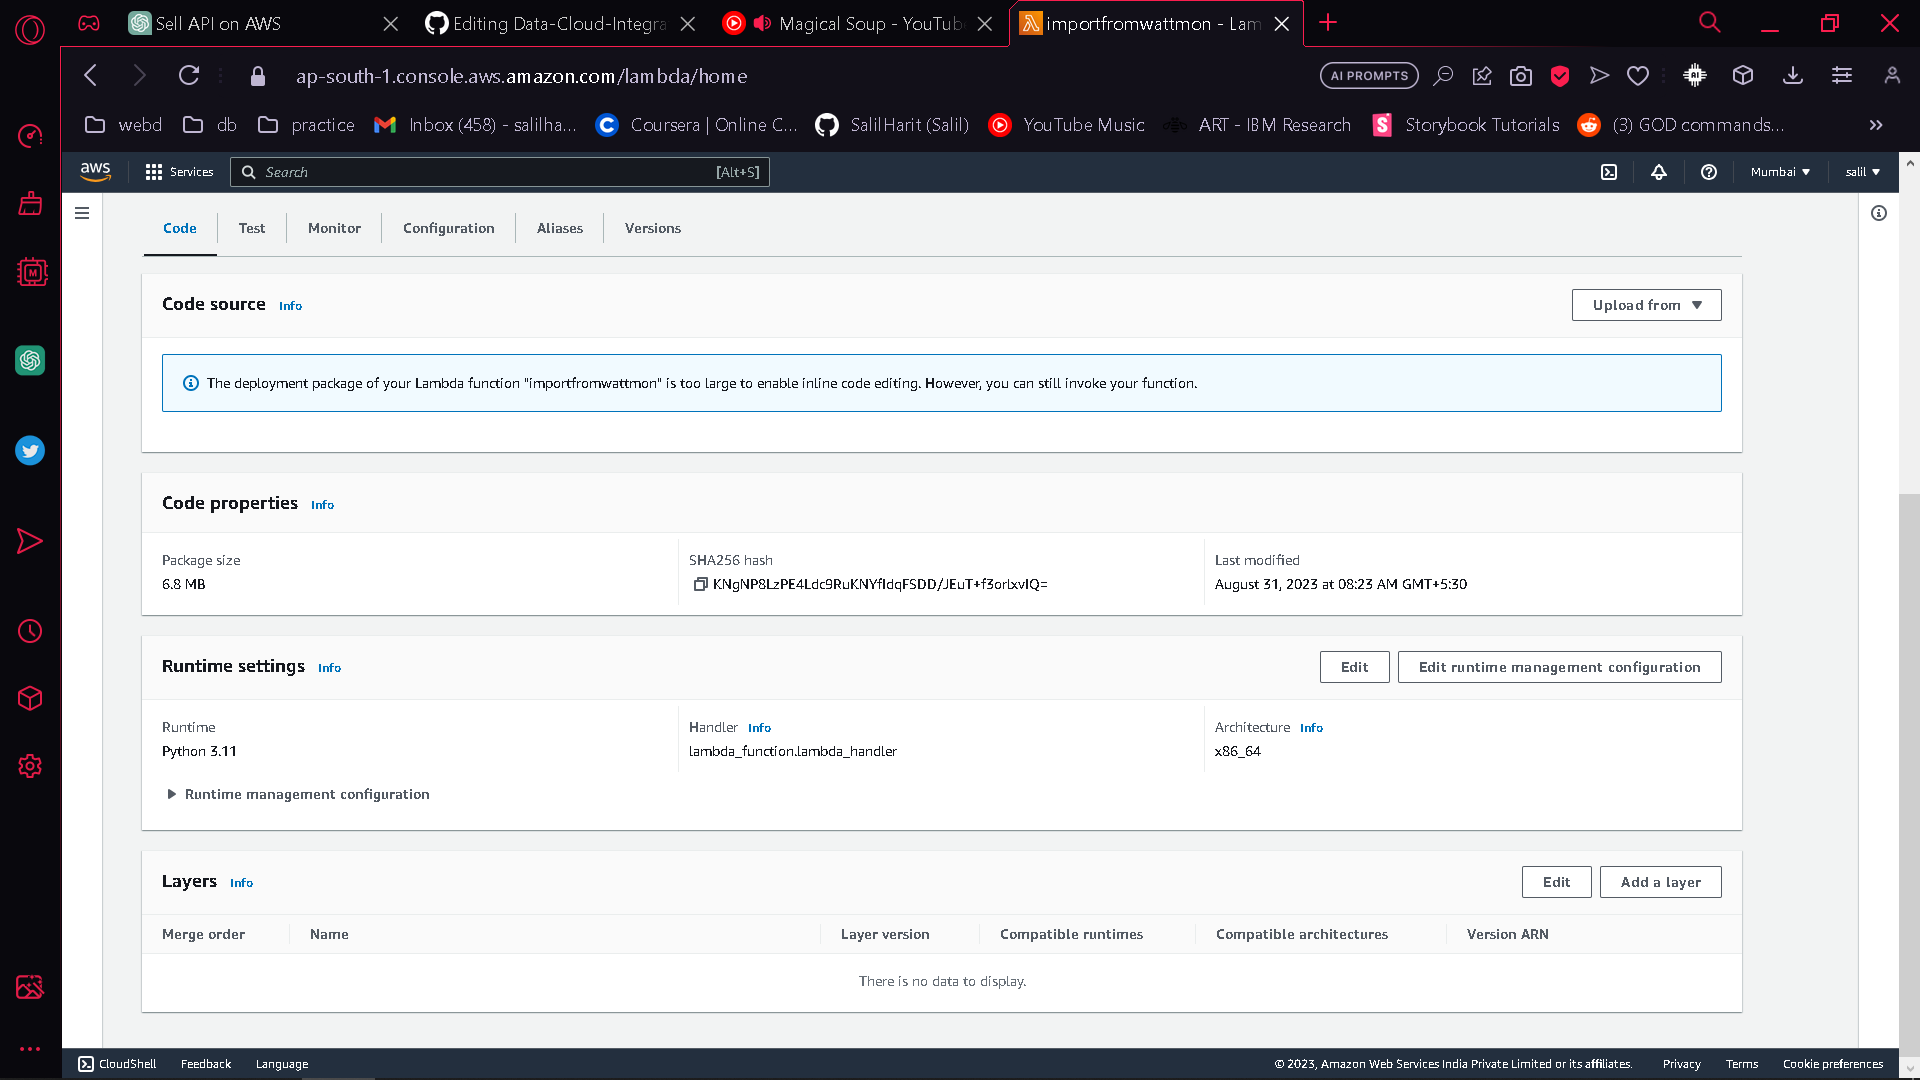 Sell API on AWS
Editing Data-Cloud-Integra
Magical Soup - YouTub
importfromwattmon - Lam
ap-south-1.console.aws.amazon.com/lambda/home
AI PROMPTS
webd
db
practice
Inbox (458) - salilha...
Coursera | Online C...
SalilHarit (Salil)
YouTube Music
ART - IBM Research
Storybook Tutorials
(3) GOD commands...
aws
Services
Search
[Alt+S]
Mumbai
salil
Code
Test
Monitor
Configuration
Aliases
Versions
Code source Info
Upload from
The deployment package of your Lambda function "importfromwattmon" is too large to enable inline code editing. However, you can still invoke your function.
Code properties Info
Package size
6.8 MB
SHA256 hash
KNgNP8LzPE4Ldc9RuKNYfIdqFSDD/JEuT+f3orlxvIQ=
Last modified
August 31, 2023 at 08:23 AM GMT+5:30
Runtime settings Info
Edit
Edit runtime management configuration
Runtime
Python 3.11
Handler Info
lambda_function.lambda_handler
Architecture Info
x86_64
Runtime management configuration
Layers Info
Edit
Add a layer
Merge order
Name
Layer version
Compatible runtimes
Compatible architectures
Version ARN
There is no data to display.
CloudShell
Feedback
Language
© 2023, Amazon Web Services India Private Limited or its affiliates.
Privacy
Terms
Cookie preferences